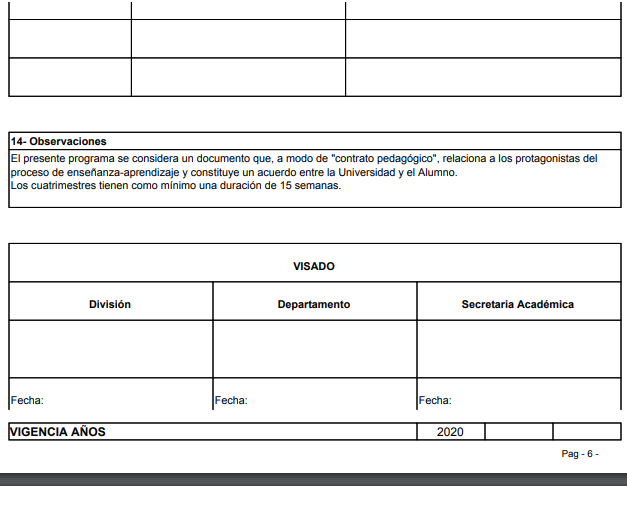 14- Observaciones
El presente programa se considera un documento que, a modo de "contrato pedagógico", relaciona a los protagonistas del
proceso de enseñanza-aprendizaje y constituye un acuerdo entre la Universidad y el Alumno.
Los cuatrimestres tienen como mínimo una duración de 15 semanas.
VISADO
División Departamento Secretaria Académica
Fecha: Fecha: Fecha:
VIGENCIA AÑOS 2020
Pag - 6 -